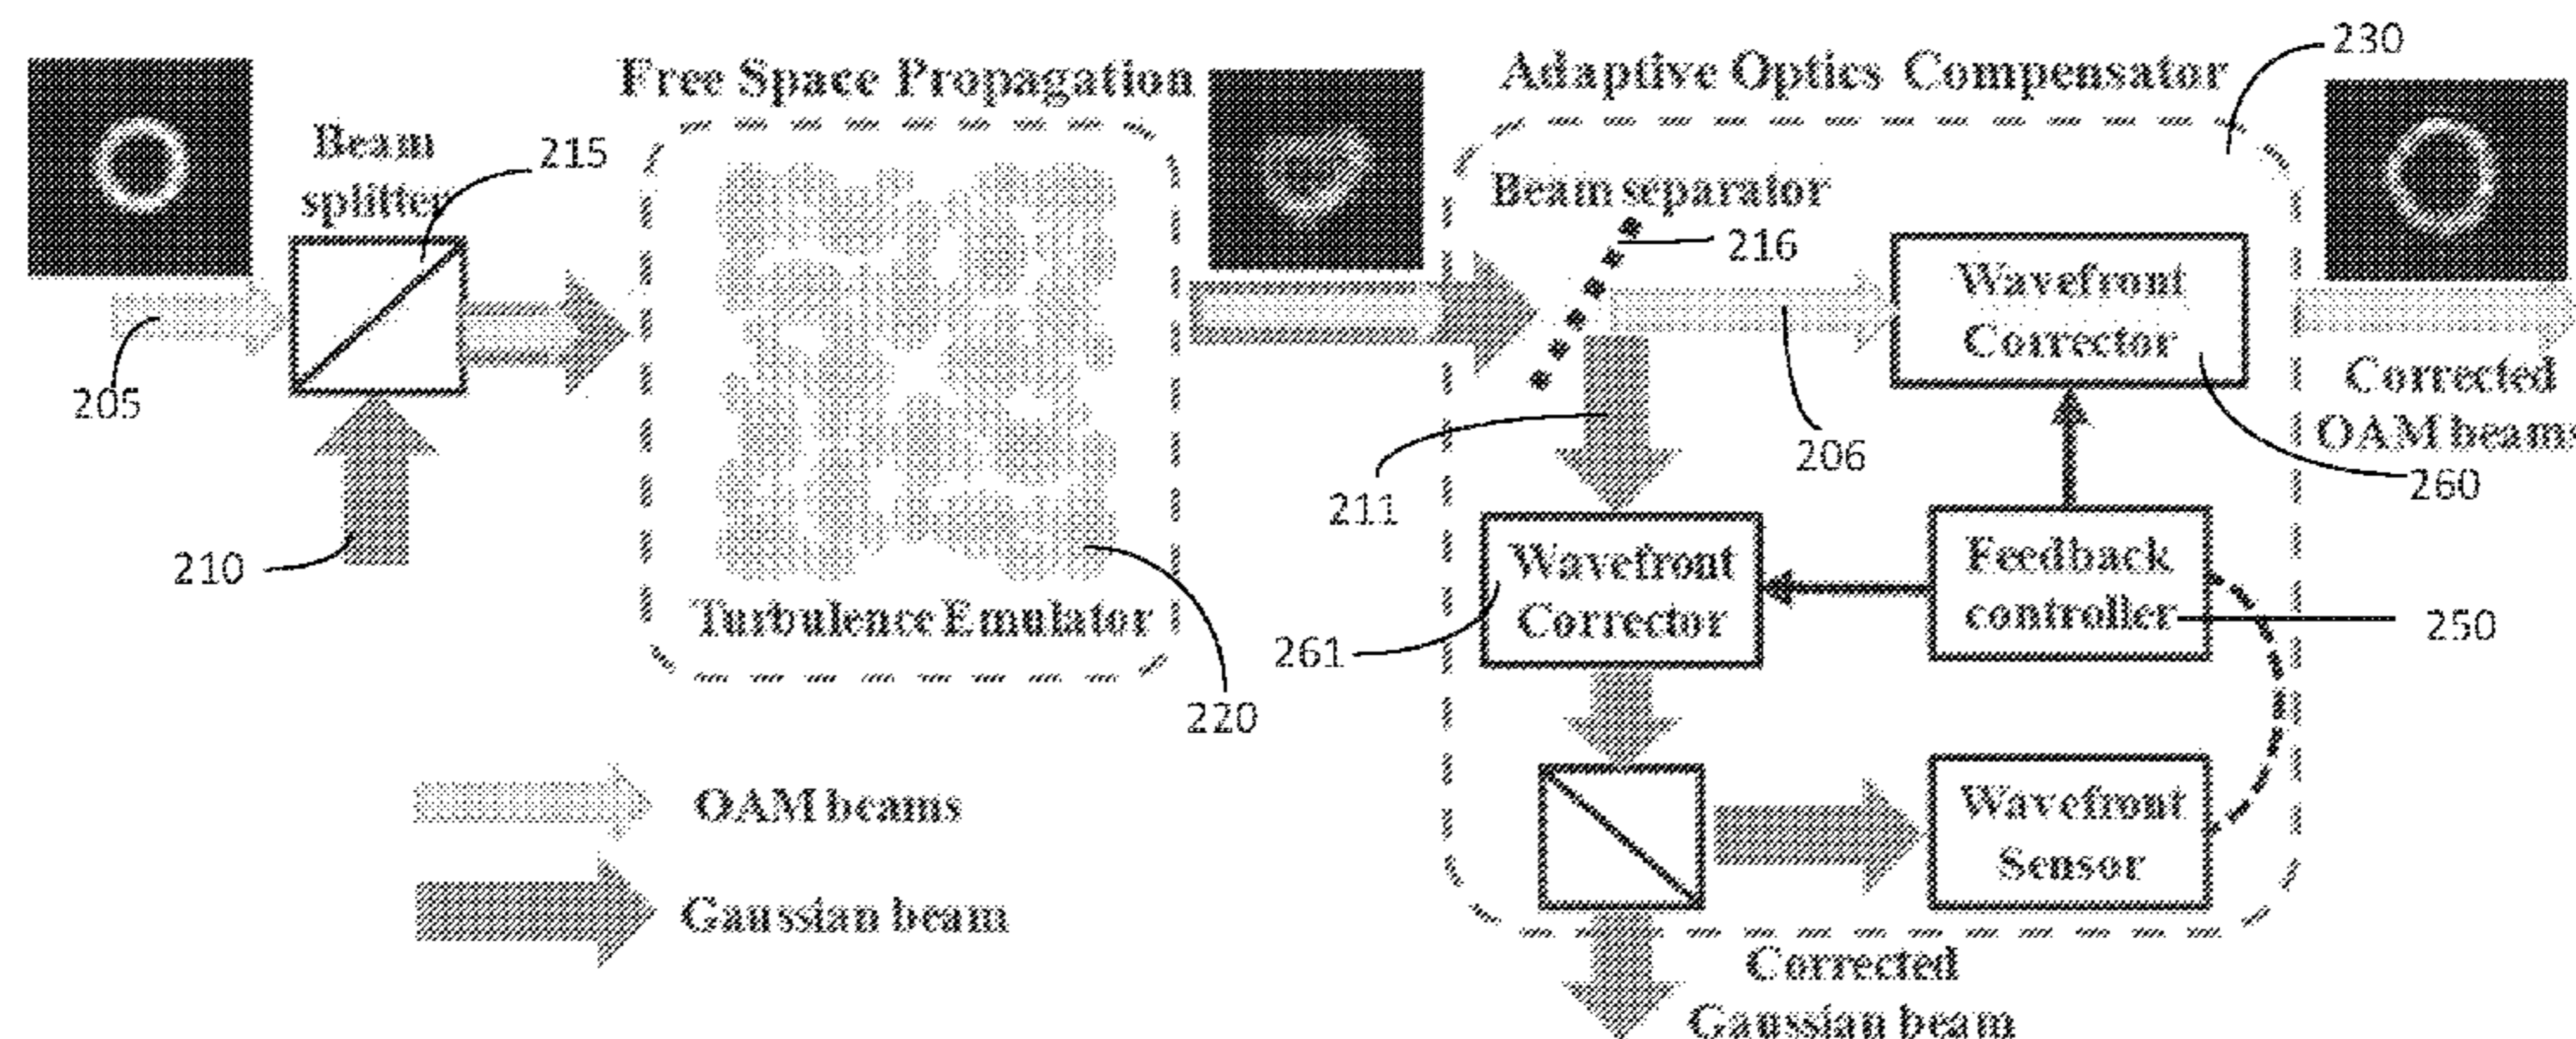 Free Space Propagation
Adaptive Optics Compensator
230
Beam
splitter
215
Beam separator
216
Wavefront
Corrector
205
206
Corrected
OAM beams
260
210
211
Wavefront
Corrector
Feedback
controller
250
261
Turbulence Emulator
220
OAM beams
Wavefront
Sensor
Gaussian beam
Corrected
Gaussian beam